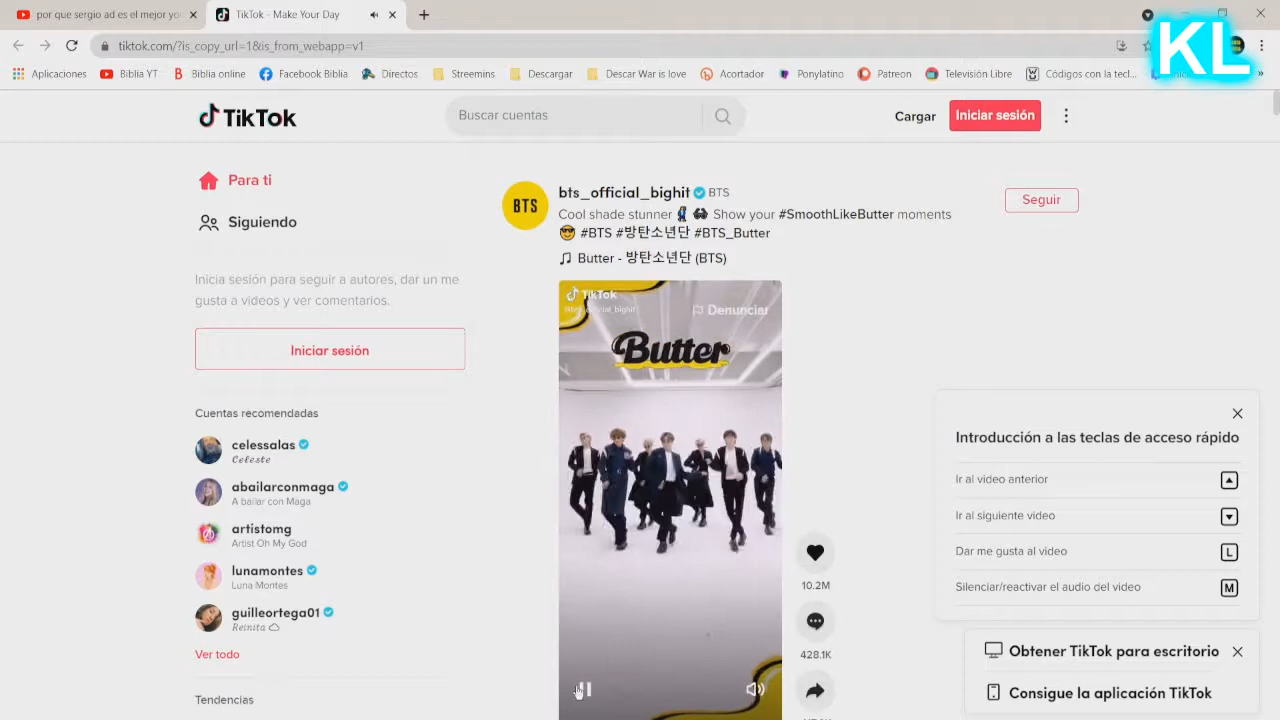 por que sergio ad es el mejor yo
TikTok - Make Your Day
KL
tiktok.com/?is_copy_url=1&is_from_webapp=v1
Aplicaciones
Biblia YT
Biblia online
Facebook Biblia
Directos
Streemins
Descargar
Descar War is love
Acortador
Ponylatino
Patreon
Televisión Libre
Códigos con la tecl...
TikTok
Buscar cuentas
Cargar
Iniciar sesión
Para ti
Siguiendo
Inicia sesión para seguir a autores, dar un me
gusta a videos y ver comentarios.
Iniciar sesión
Cuentas recomendadas
celessalas
Celeste
abailarconmaga
A bailar con Maga
artistomg
Artist Oh My God
lunamontes
Luna Montes
guilleortega01
Reinita
Ver todo
Tendencias
BTS
bts_official_bighit BTS
Cool shade stunner 🕺 🕶 Show your #SmoothLikeButter moments
😎 #BTS #방탄소년단 #BTS_Butter
Butter - 방탄소년단 (BTS)
Seguir
TikTok
Denunciar
Butter
10.2M
428.1K
Introducción a las teclas de acceso rápido
Ir al video anterior
Ir al siguiente video
Dar me gusta al video L
Silenciar/reactivar el audio del video M
Obtener TikTok para escritorio
Consigue la aplicación TikTok